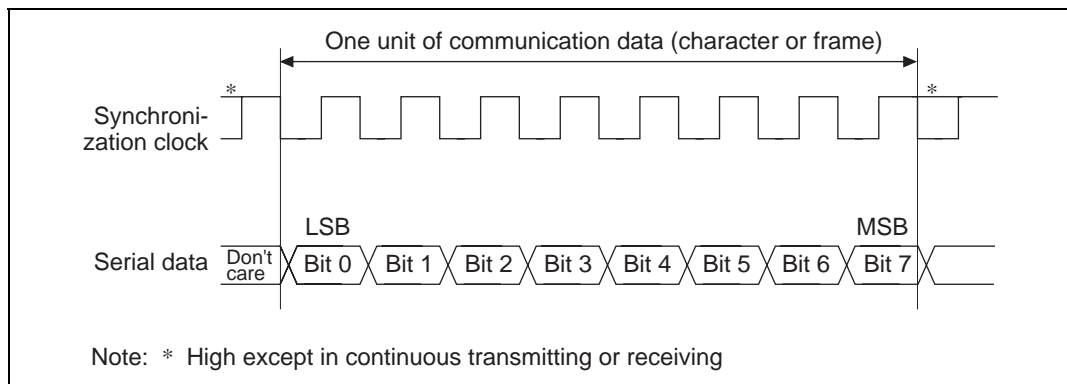 One unit of communication data (character or frame)
*
*
Synchroni-
zation clock
LSB
MSB
Serial data
Don't
care
Bit 0
Bit 1
Bit 2
Bit 3
Bit 4
Bit 5
Bit 6
Bit 7
Note: * High except in continuous transmitting or receiving